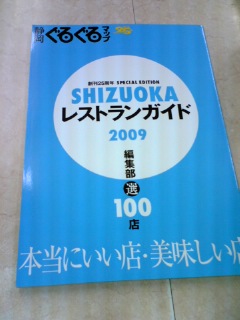 静岡ぐるぐるマップ
創刊25周年 SPECIAL EDITION
SHIZUOKA
レストランガイド
2009
編集部選100店
本当にいい店・美味しい店